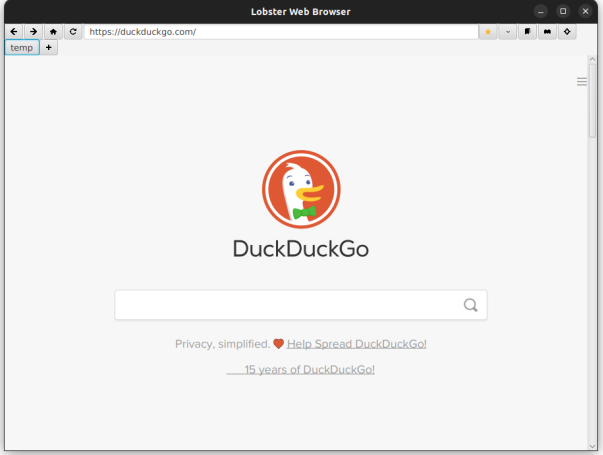 Lobster Web Browser
https://duckduckgo.com/
temp +
DuckDuckGo
Privacy, simplified. Help Spread DuckDuckGo!
15 years of DuckDuckGo!